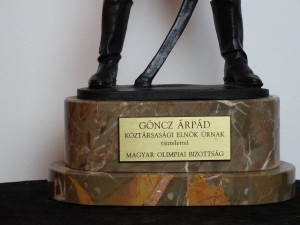 GÖNCZ ÁRPÁD
KÖZTÁRSASÁGI ELNÖK ÚRNAK
tisztelettel
MAGYAR OLIMPIAI BIZOTTSÁG